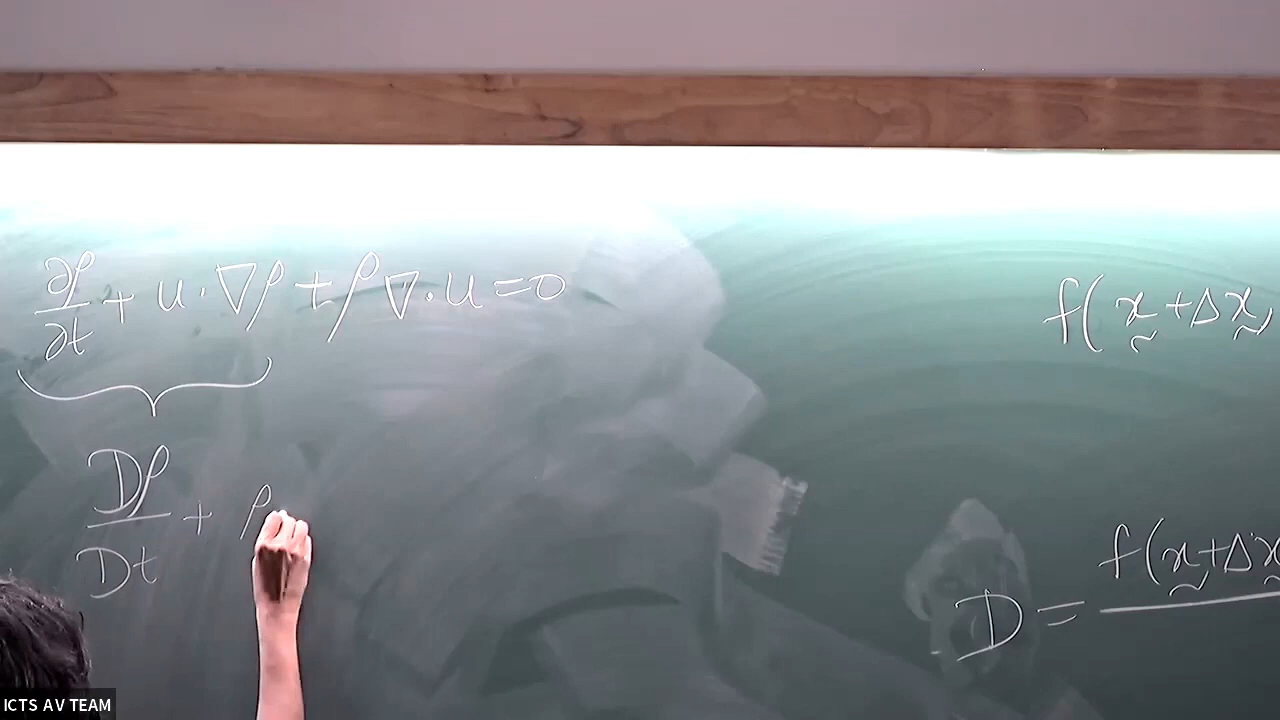 ∂ρ/∂t + u · ∇ρ + ρ ∇ · u = 0
Dρ/Dt + ρ
f(x + Δx,
D = f(x + Δx
ICTS AV TEAM